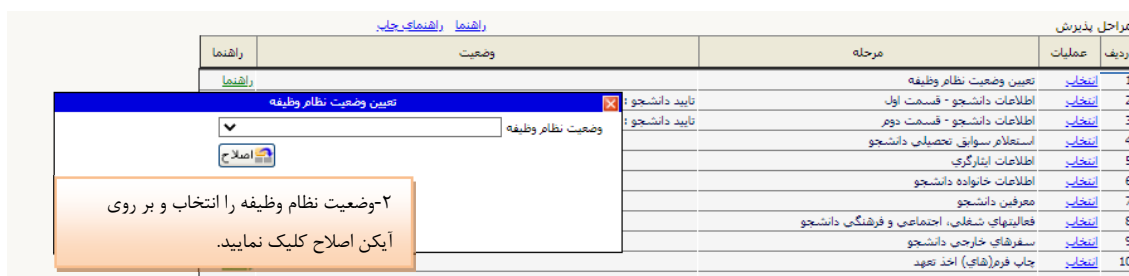 مراحل پذیرش
راهنما راهنمای چاپ
ردیف عملیات مرحله وضعیت راهنما
1 انتخاب تعیین وضعیت نظام وظیفه راهنما
2 انتخاب اطلاعات دانشجو - قسمت اول تایید دانشجو :
3 انتخاب اطلاعات دانشجو - قسمت دوم تایید دانشجو :
4 انتخاب استعلام سوابق تحصیلی دانشجو
5 انتخاب اطلاعات ایثارگري
6 انتخاب اطلاعات خانواده دانشجو
7 انتخاب معرفین دانشجو
8 انتخاب فعالیتهاي شغلی، اجتماعی و فرهنگی دانشجو
9 انتخاب سفرهاي خارجی دانشجو
10 انتخاب چاپ فرم(هاي) اخذ تعهد
تعیین وضعیت نظام وظیفه
وضعیت نظام وظیفه
اصلاح
۲-وضعیت نظام وظیفه را انتخاب و بر روی
آیکن اصلاح کلیک نمایید.